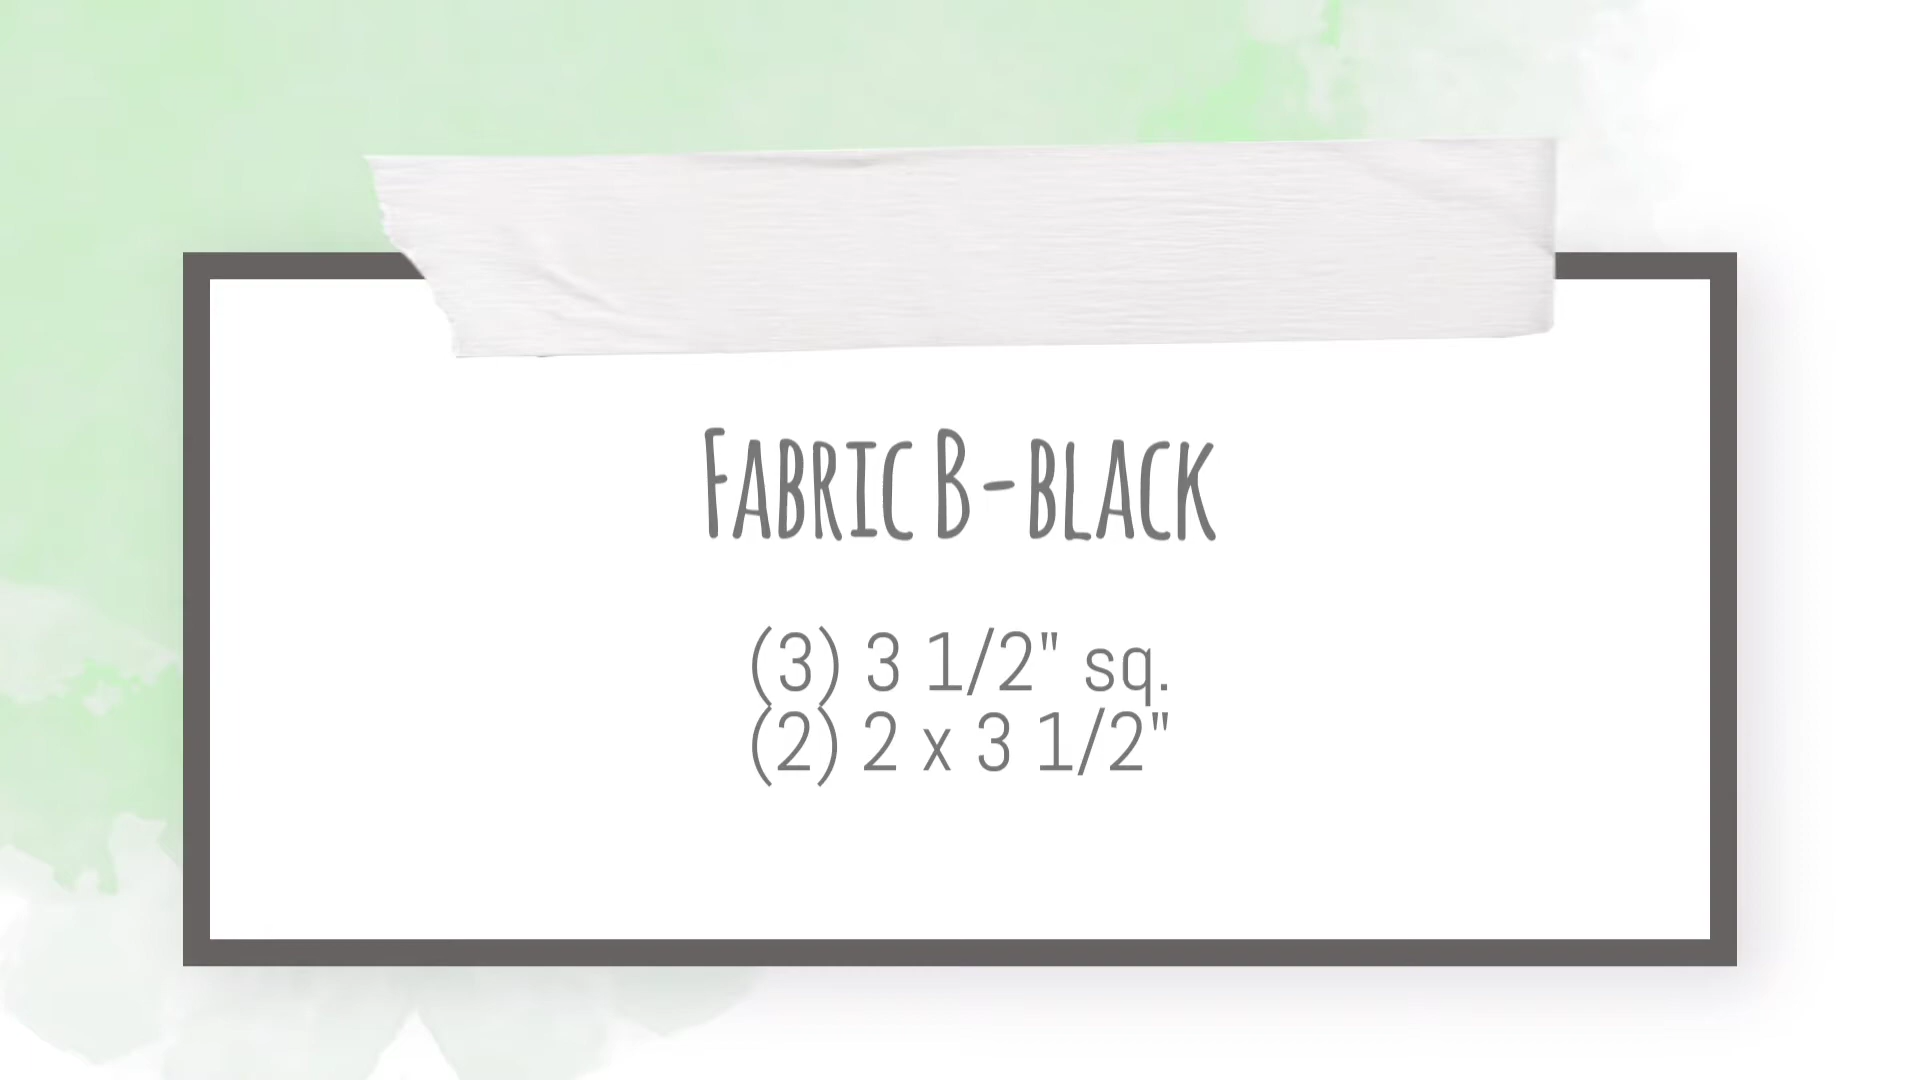 Fabric B-black
(3) 3 1/2" sq.
(2) 2 x 3 1/2"